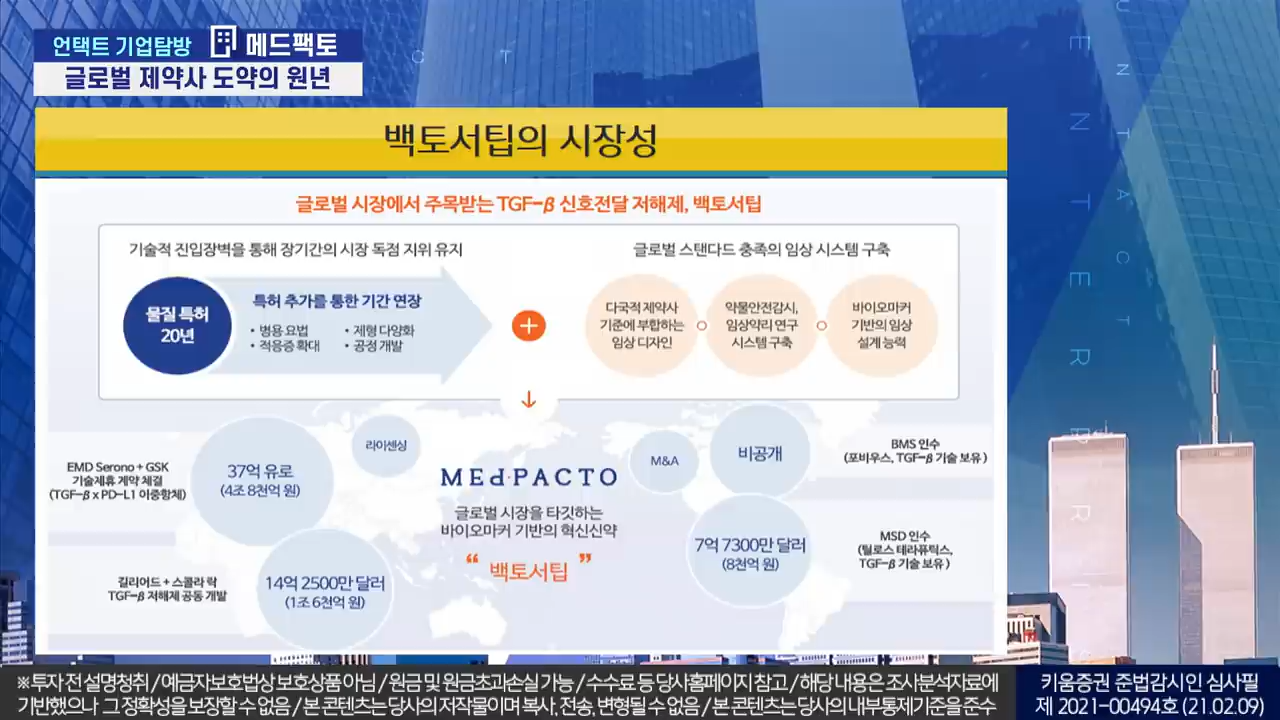 언택트 기업탐방 메드팩토
글로벌 제약사 도약의 원년
UNTACT
CENTER
백토서팁의 시장성
글로벌 시장에서 주목받는 TGF-β 신호전달 저해제, 백토서팁
기술적 진입장벽을 통해 장기간의 시장 독점 지위 유지
물질 특허
20년
특허 추가를 통한 기간 연장
• 병용 요법
• 제형 다양화
• 적응증 확대
• 공정 개발
+
글로벌 스탠다드 충족의 임상 시스템 구축
다국적 제약사
기준에 부합하는
임상 디자인
약물안전감시,
임상약리 연구
시스템 구축
바이오마커
기반의 임상
설계 능력
↓
EMD Serono + GSK
기술제휴 계약 체결
(TGF-β x PD-L1 이중항체)
37억 유로
(4조 8천억 원)
라이센싱
길리어드 + 스콜라 락
TGF-β 저해제 공동 개발
14억 2500만 달러
(1조 6천억 원)
MEdPACTO
글로벌 시장을 타깃하는
바이오마커 기반의 혁신신약
“ 백토서팁 ”
M&A
비공개
BMS 인수
(포비우스, TGF-β 기술 보유)
7억 7300만 달러
(8천억 원)
MSD 인수
(틸로스 테라퓨틱스,
TGF-β 기술 보유)
※ 투자 전 설명청취 / 예금자보호법상 보호상품 아님 / 원금 및 원금초과손실 가능 / 수수료 등 당사홈페이지 참고 / 해당 내용은 조사분석자료에
기반했으나 그 정확성을 보장할 수 없음 / 본 콘텐츠는 당사의 저작물이며 복사, 전송, 변형될 수 없음 / 본 콘텐츠는 당사의 내부통제기준을 준수
키움증권 준법감시인 심사필
제 2021-00494호 (21.02.09)